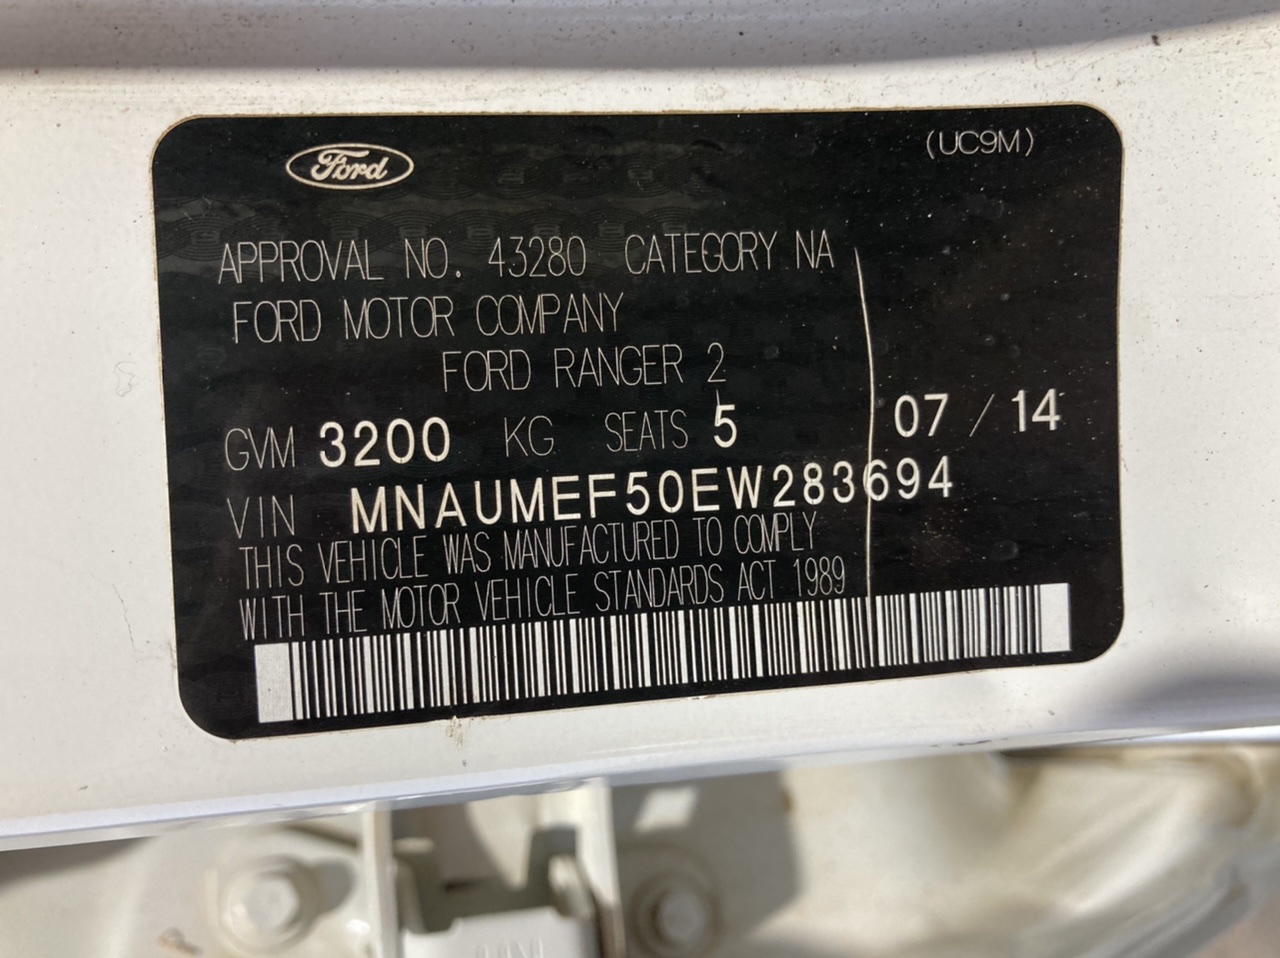 Ford
(UC9M)
APPROVAL NO. 43280 CATEGORY NA
FORD MOTOR COMPANY
FORD RANGER 2
GVM 3200 KG SEATS 5 07 / 14
VIN MNAUMEF50EW283694
THIS VEHICLE WAS MANUFACTURED TO COMPLY
WITH THE MOTOR VEHICLE STANDARDS ACT 1989